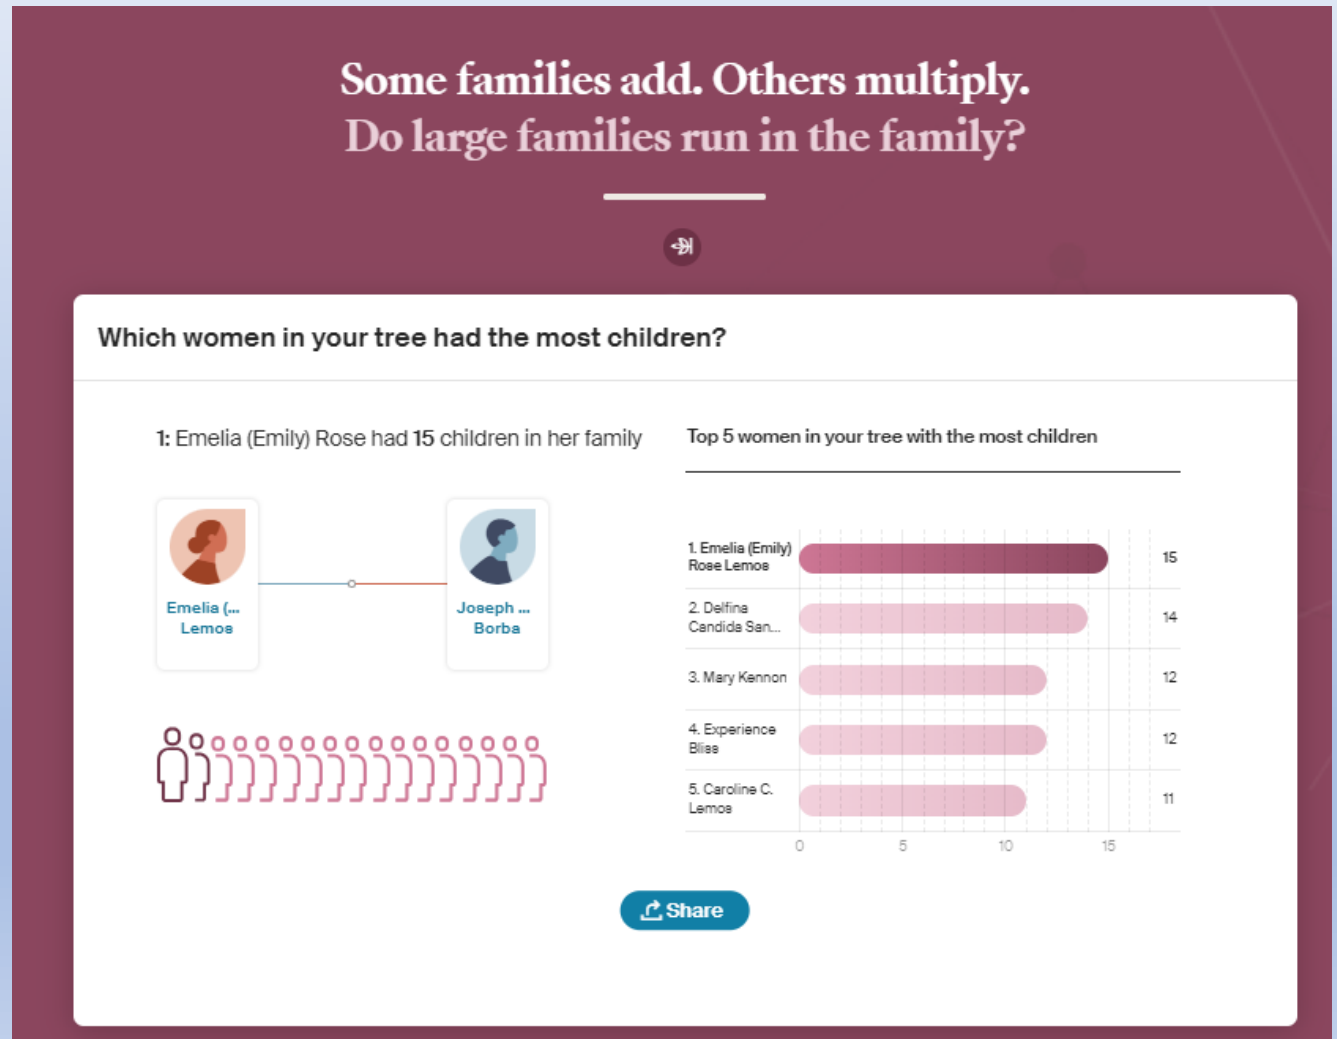 Some families add. Others multiply.
Do large families run in the family?
Which women in your tree had the most children?
1: Emelia (Emily) Rose had 15 children in her family
Emelia (...
Lemos
Joseph ...
Borba
Top 5 women in your tree with the most children
1. Emelia (Emily)
Rose Lemos
15
2. Delfina
Candida San...
14
3. Mary Kennon
12
4. Experience
Bliss
12
5. Caroline C.
Lemos
11
0 5 10 15
Share